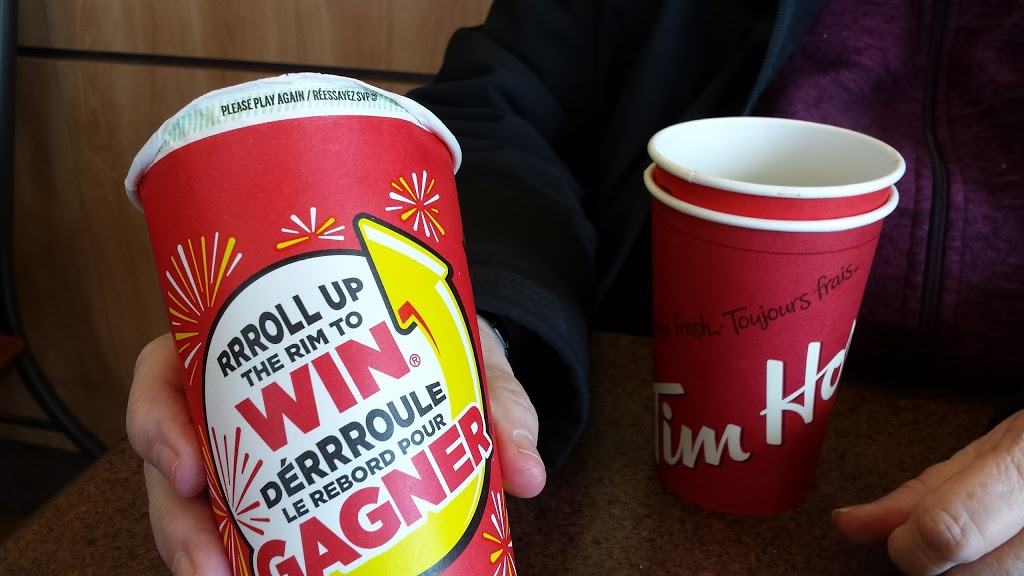 PLEASE PLAY AGAIN / RÉESSAYEZ SVP
RRROLL UP
THE RIM TO
WIN®
DÉRRROULE
LE REBORD POUR
GAGNER
fresh... Toujours frais...
Tim Ho